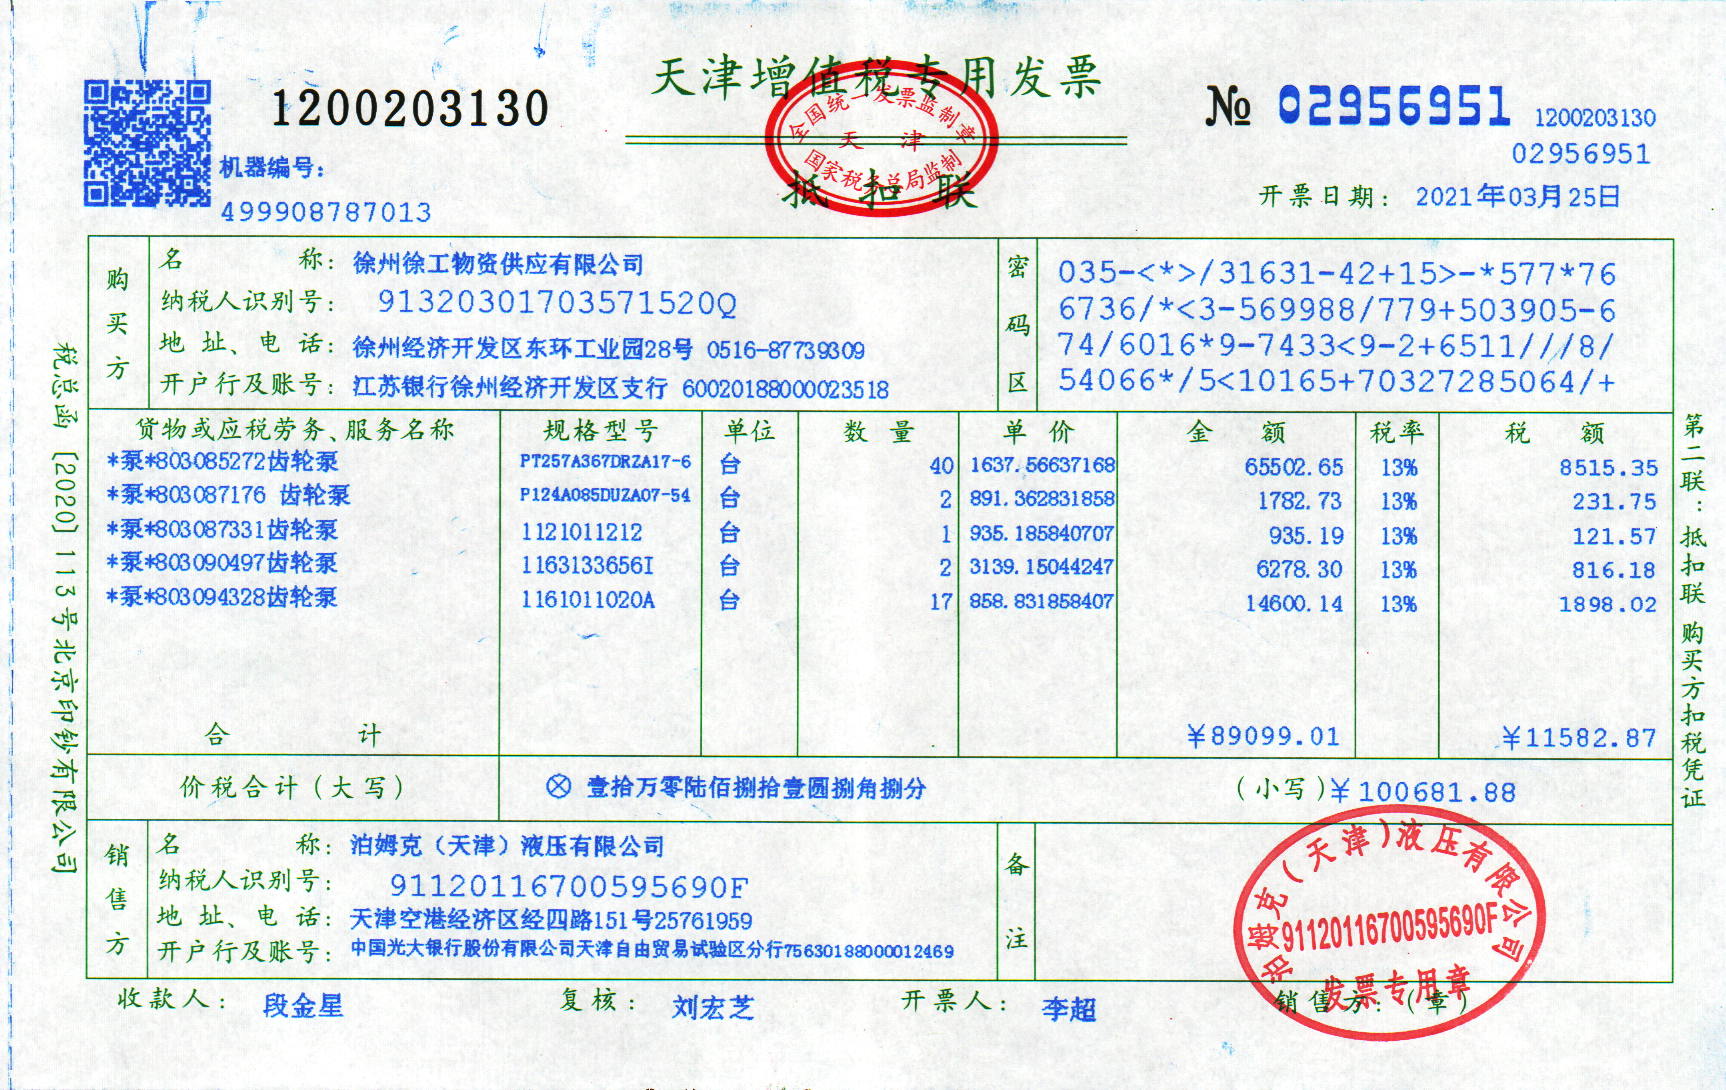 天津增值税专用发票
全国统一发票监制章
天 津
国家税务总局监制
抵 扣 联
1200203130
№ 02956951 1200203130
02956951
机器编号:
499908787013
开票日期: 2021年03月25日
购买方
名 称: 徐州徐工物资供应有限公司
纳税人识别号: 91320301703571520Q
地 址、电 话: 徐州经济开发区东环工业园28号 0516-87739309
开户行及账号: 江苏银行徐州经济开发区支行 60020188000023518
密码区
035-<*>/31631-42+15>-*577*76
6736/*<3-569988/779+503905-6
74/6016*9-7433<9-2+6511///8/
54066*/5<10165+70327285064/+
货物或应税劳务、服务名称 规格型号 单位 数 量 单 价 金 额 税率 税 额
*泵*803085272齿轮泵 PT257A367DRZA17-6 台 40 1637.56637168 65502.65 13% 8515.35
*泵*803087176 齿轮泵 P124A085DUZA07-54 台 2 891.362831858 1782.73 13% 231.75
*泵*803087331齿轮泵 1121011212 台 1 935.185840707 935.19 13% 121.57
*泵*803090497齿轮泵 1163133656I 台 2 3139.15044247 6278.30 13% 816.18
*泵*803094328齿轮泵 1161011020A 台 17 858.831858407 14600.14 13% 1898.02
合 计 ¥89099.01 ¥11582.87
价税合计(大写) ⊗ 壹拾万零陆佰捌拾壹圆捌角捌分 (小写)¥100681.88
销售方
名 称: 泊姆克（天津）液压有限公司
纳税人识别号: 91120116700595690F
地 址、电 话: 天津空港经济区经四路151号25761959
开户行及账号: 中国光大银行股份有限公司天津自由贸易试验区分行75630188000012469
备注
泊姆克(天津)液压有限公司
91120116700595690F
发票专用章
收款人: 段金星 复核: 刘宏芝 开票人: 李超 销售方:(章)
税总函[2020]113号北京印钞有限公司
第二联:抵扣联 购买方扣税凭证